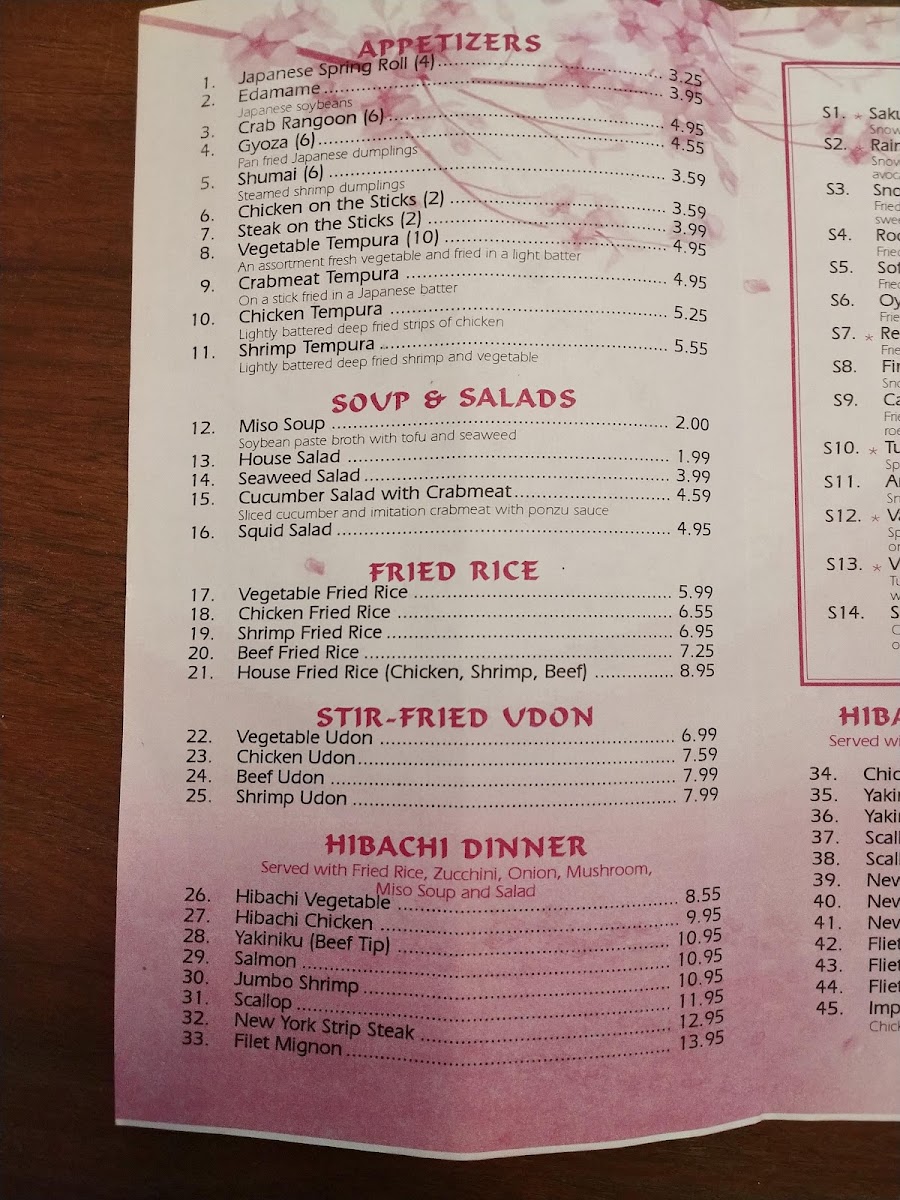 APPETIZERS
1. Japanese Spring Roll (4) 3.25
2. Edamame 3.95
Japanese soybeans
3. Crab Rangoon (6) 4.95
4. Gyoza (6) 4.55
Pan fried Japanese dumplings
5. Shumai (6) 3.59
Steamed shrimp dumplings
6. Chicken on the Sticks (2) 3.59
7. Steak on the Sticks (2) 3.99
8. Vegetable Tempura (10) 4.95
An assortment fresh vegetable and fried in a light batter
9. Crabmeat Tempura 4.95
On a stick fried in a Japanese batter
10. Chicken Tempura 5.25
Lightly battered deep fried strips of chicken
11. Shrimp Tempura 5.55
Lightly battered deep fried shrimp and vegetable
SOUP & SALADS
12. Miso Soup 2.00
Soybean paste broth with tofu and seaweed
13. House Salad 1.99
14. Seaweed Salad 3.99
15. Cucumber Salad with Crabmeat 4.59
Sliced cucumber and imitation crabmeat with ponzu sauce
16. Squid Salad 4.95
FRIED RICE
17. Vegetable Fried Rice 5.99
18. Chicken Fried Rice 6.55
19. Shrimp Fried Rice 6.95
20. Beef Fried Rice 7.25
21. House Fried Rice (Chicken, Shrimp, Beef) 8.95
STIR-FRIED UDON
22. Vegetable Udon 6.99
23. Chicken Udon 7.59
24. Beef Udon 7.99
25. Shrimp Udon 7.99
HIBACHI DINNER
Served with Fried Rice, Zucchini, Onion, Mushroom,
Miso Soup and Salad
26. Hibachi Vegetable 8.55
27. Hibachi Chicken 9.95
28. Yakiniku (Beef Tip) 10.95
29. Salmon 10.95
30. Jumbo Shrimp 10.95
31. Scallop 11.95
32. New York Strip Steak 12.95
33. Filet Mignon 13.95
S1. *
S2.
S3.
S4.
S5.
S6.
S7. *
S8.
S9.
S10. *
S11.
S12. *
S13. *
S14.
Served
34.
35.
36.
37.
38.
39.
40.
41.
42.
43.
44.
45.